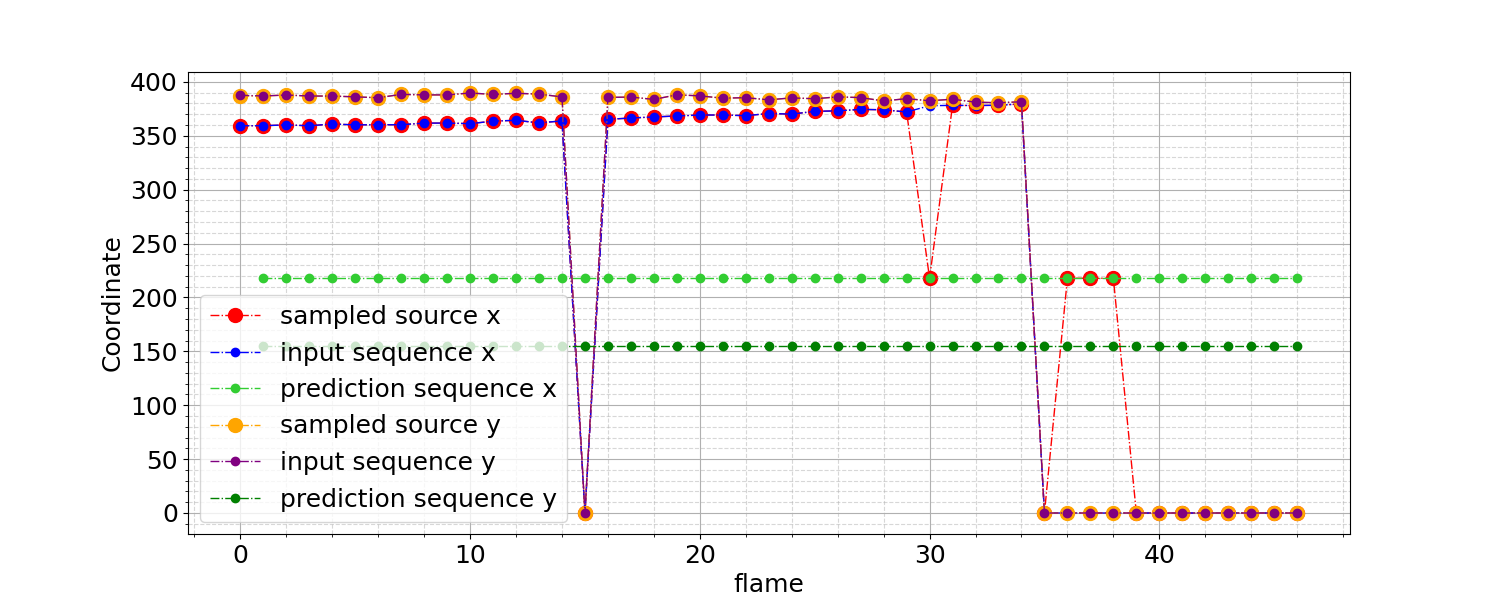 400
350
300
250
200
150
100
50
0
Coordinate
sampled source x
input sequence x
prediction sequence x
sampled source y
input sequence y
prediction sequence y
0 10 20 30 40
flame